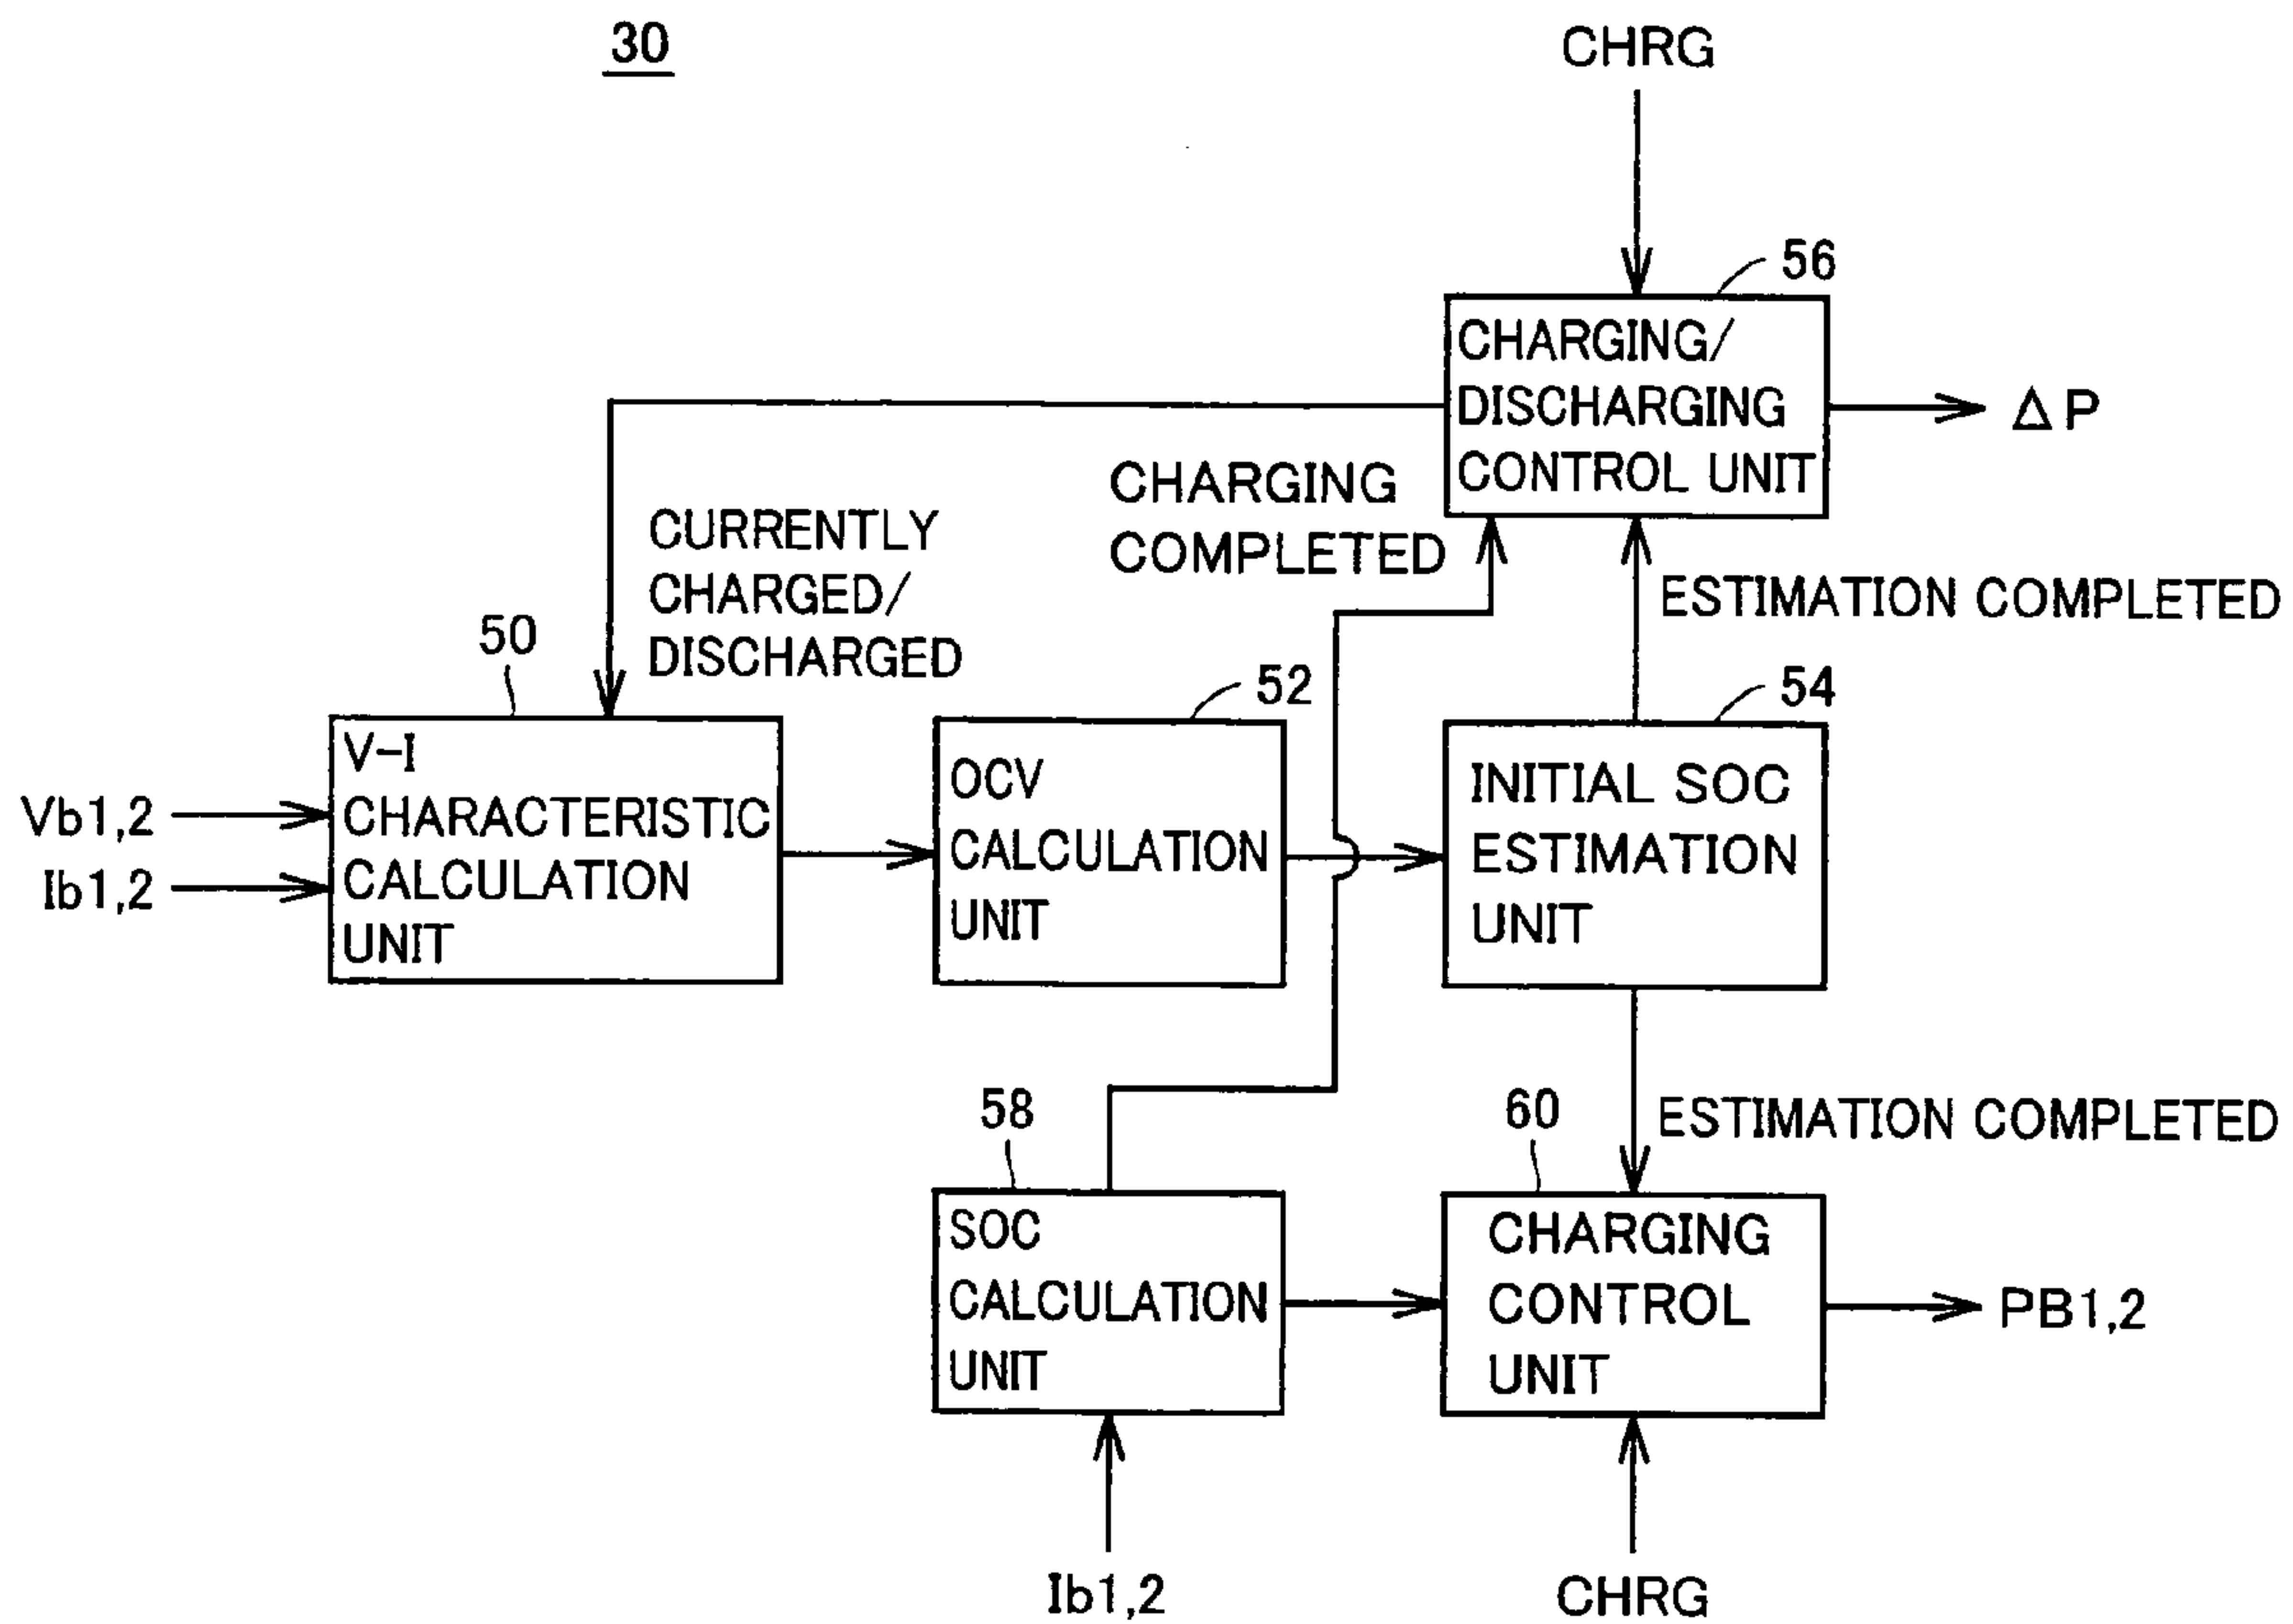 30
CHRG
56
CHARGING/
DISCHARGING
CONTROL UNIT
ΔP
CHARGING
COMPLETED
CURRENTLY
CHARGED/
DISCHARGED
ESTIMATION COMPLETED
50
52
54
V-I
CHARACTERISTIC
CALCULATION
UNIT
Vb1,2
Ib1,2
OCV
CALCULATION
UNIT
INITIAL SOC
ESTIMATION
UNIT
58
60
ESTIMATION COMPLETED
SOC
CALCULATION
UNIT
CHARGING
CONTROL
UNIT
PB1,2
Ib1,2
CHRG